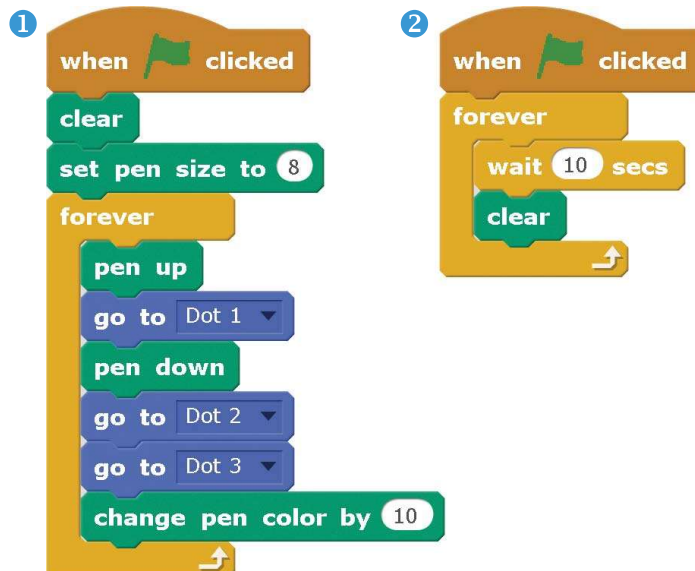 1
when clicked
clear
set pen size to 8
forever
pen up
go to Dot 1
pen down
go to Dot 2
go to Dot 3
change pen color by 10
2
when clicked
forever
wait 10 secs
clear